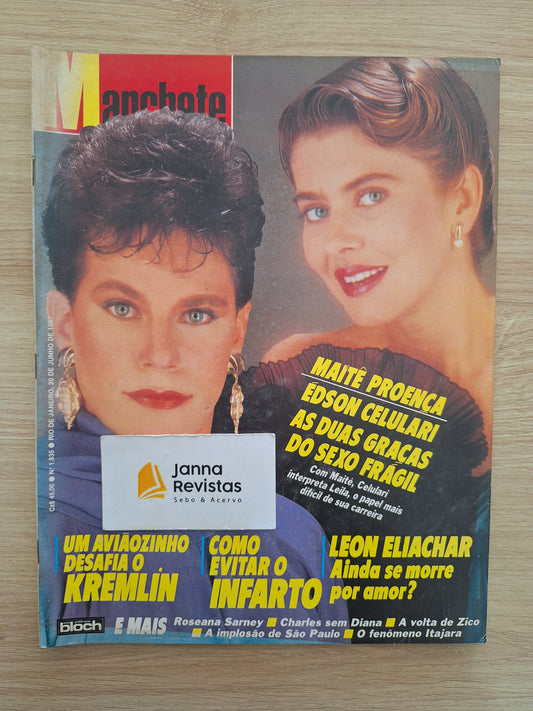 Manchete
MAITÊ PROENÇA
EDSON CELULARI
AS DUAS GRAÇAS
DO SEXO FRÁGIL
Com Maitê, Celulari
interpreta Leila, o papel mais
difícil de sua carreira
Cz$ 45,00 ● N.º 1.835 ● RIO DE JANEIRO, 20 DE JUNHO DE 1987
Janna
Revistas
Sebo & Acervo
UM AVIÃOZINHO
DESAFIA O
KREMLIN
COMO
EVITAR O
INFARTO
LEON ELIACHAR
Ainda se morre
por amor?
bloch
E MAIS Roseana Sarney ■ Charles sem Diana ■ A volta de Zico
■ A implosão de São Paulo ■ O fenômeno Itajara